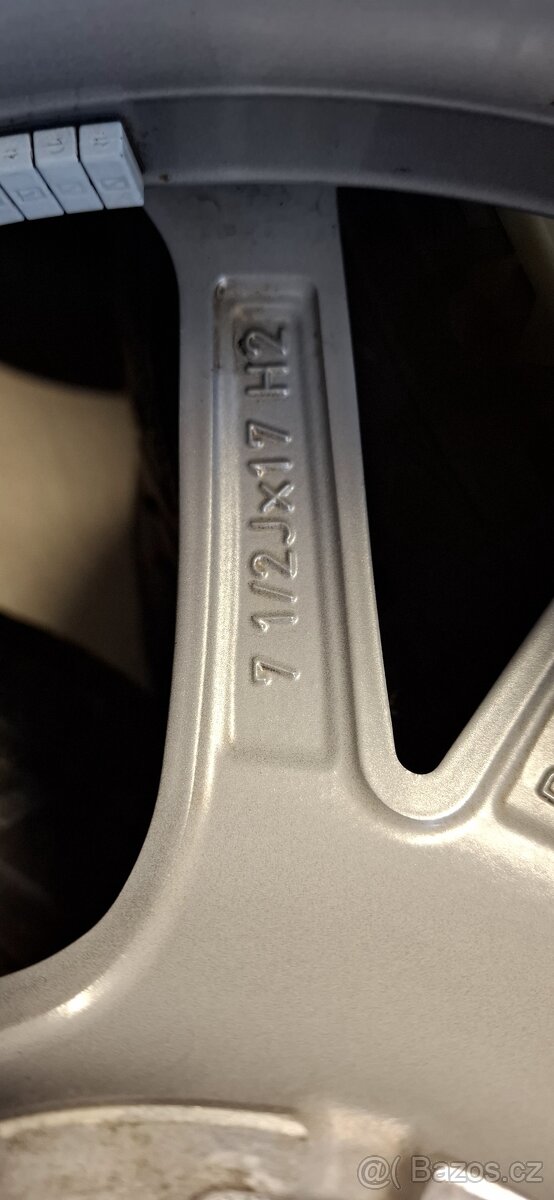 7 1/2Jx17 H2
@( Bazos.cz